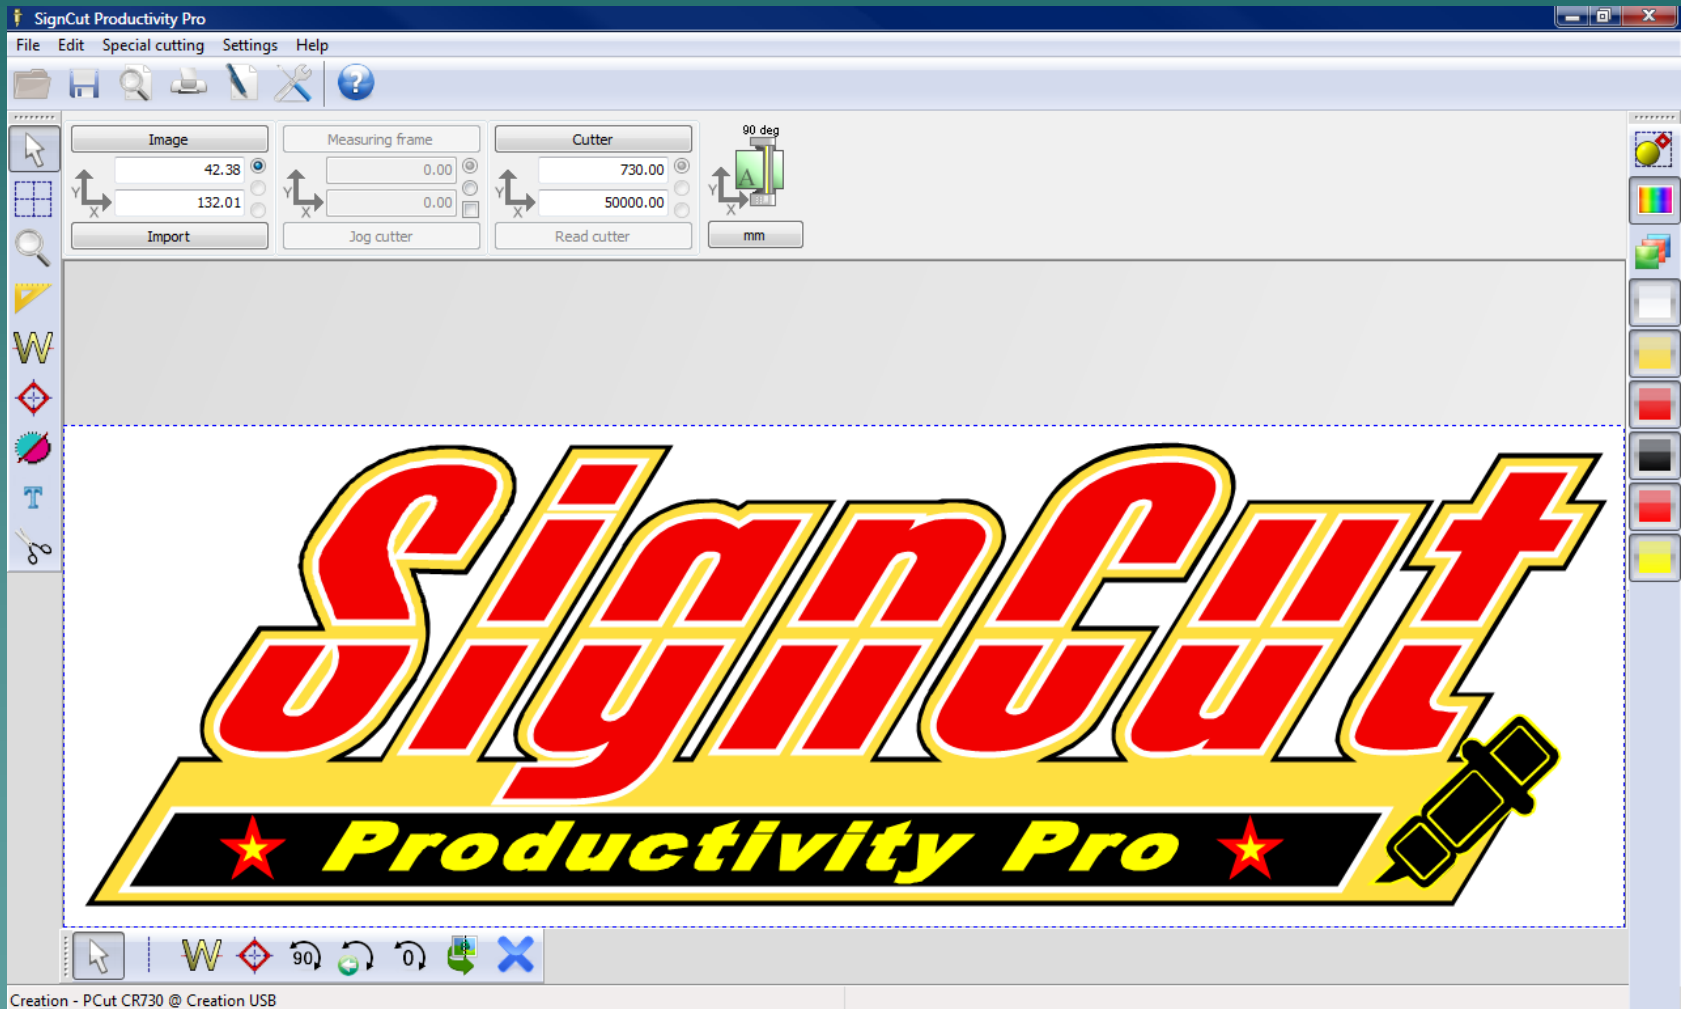 SignCut Productivity Pro
File Edit Special cutting Settings Help
90 deg
Image Measuring frame Cutter
Y 42.38 Y 0.00 Y 730.00 Y A
X 132.01 X 0.00 X 50000.00 X
Import Jog cutter Read cutter mm
W
T
SignCut
Productivity Pro
W 90 0
Creation - PCut CR730 @ Creation USB